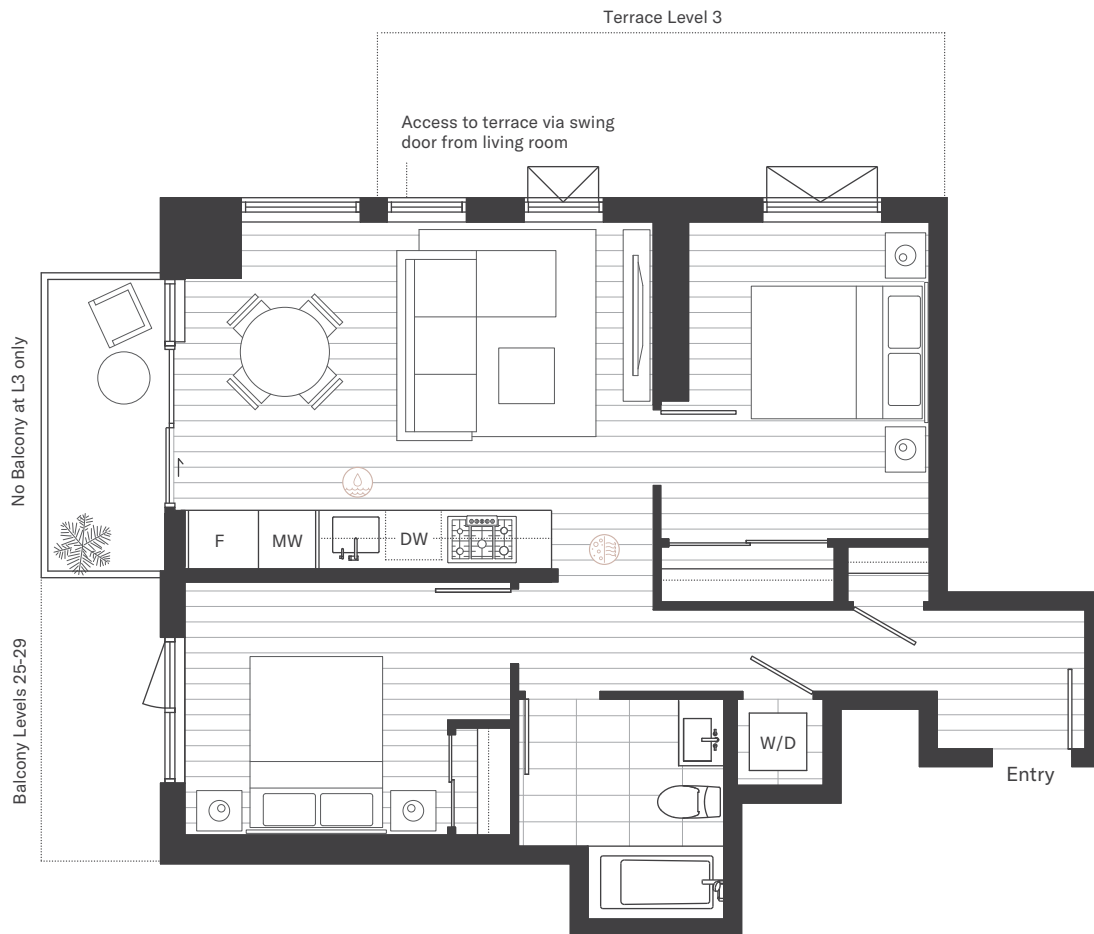 Terrace Level 3
Access to terrace via swing
door from living room
No Balcony at L3 only
F
MW
DW
Balcony Levels 25-29
W/D
Entry